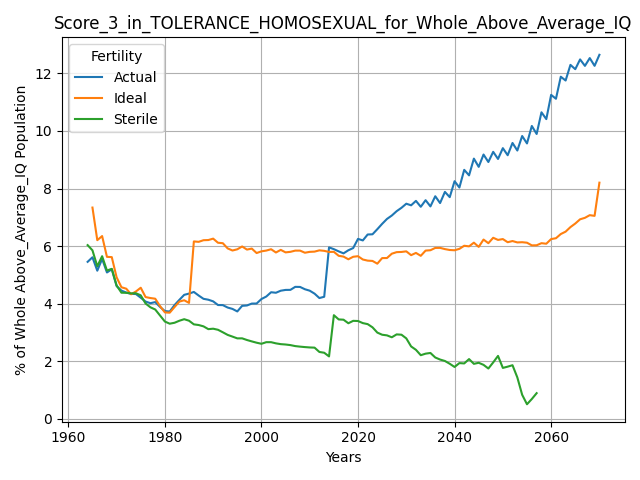 Score_3_in_TOLERANCE_HOMOSEXUAL_for_Whole_Above_Average_IQ
Fertility
Actual
Ideal
Sterile
% of Whole Above_Average_IQ Population
12
10
8
6
4
2
0
1960 1980 2000 2020 2040 2060
Years